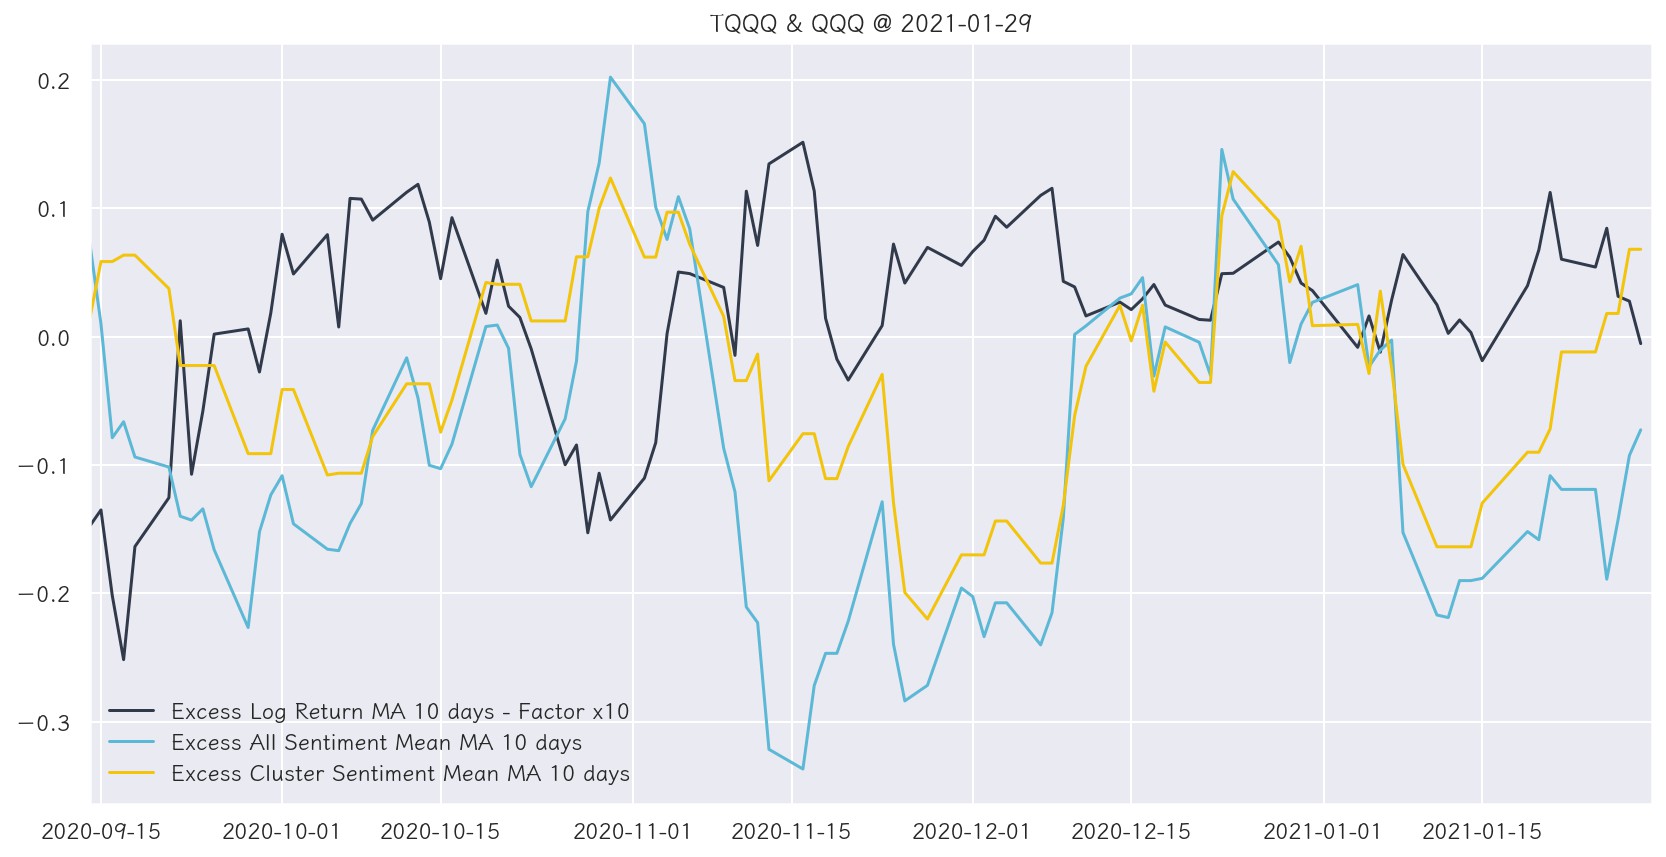 TQQQ & QQQ @ 2021-01-29
0.2
0.1
0.0
−0.1
−0.2
−0.3
Excess Log Return MA 10 days - Factor x10
Excess All Sentiment Mean MA 10 days
Excess Cluster Sentiment Mean MA 10 days
2020-09-15 2020-10-01 2020-10-15 2020-11-01 2020-11-15 2020-12-01 2020-12-15 2021-01-01 2021-01-15